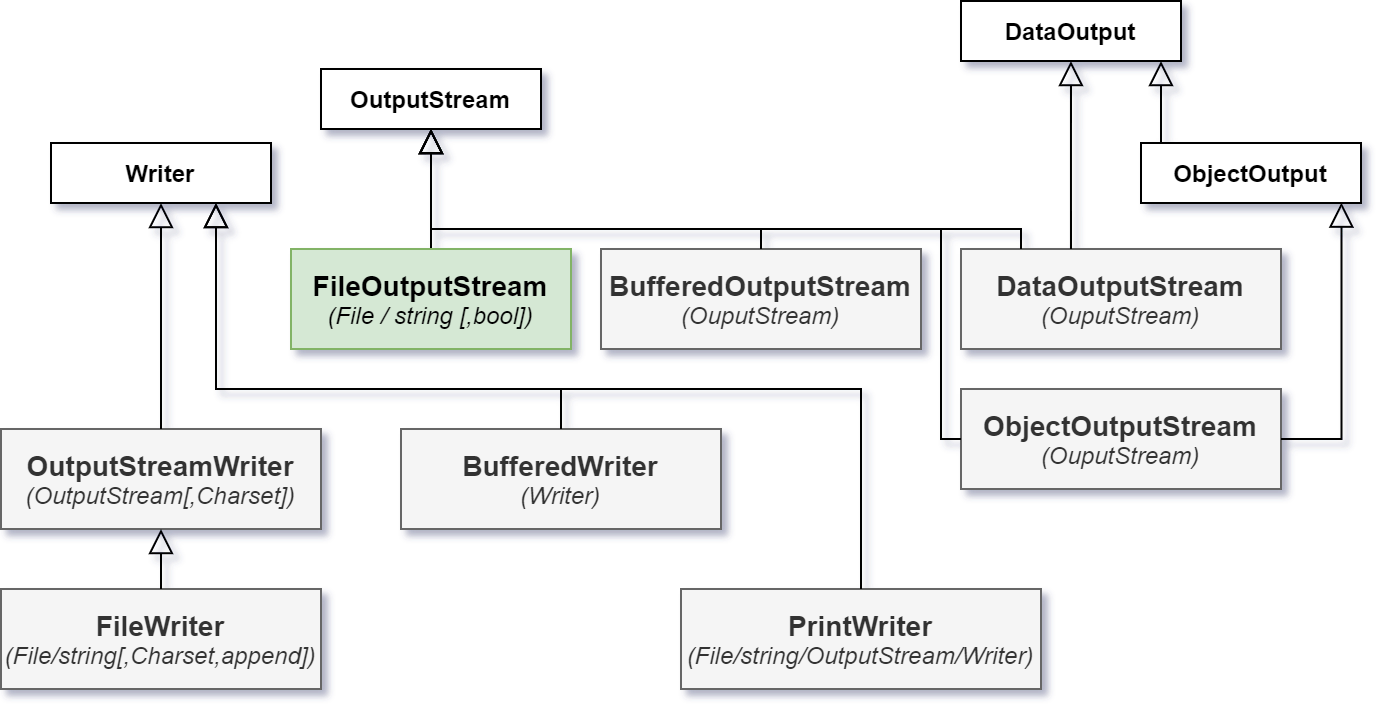 DataOutput
OutputStream
Writer
ObjectOutput
FileOutputStream
(File / string [,bool])
BufferedOutputStream
(OuputStream)
DataOutputStream
(OuputStream)
ObjectOutputStream
(OuputStream)
OutputStreamWriter
(OutputStream[,Charset])
BufferedWriter
(Writer)
FileWriter
(File/string[,Charset,append])
PrintWriter
(File/string/OutputStream/Writer)